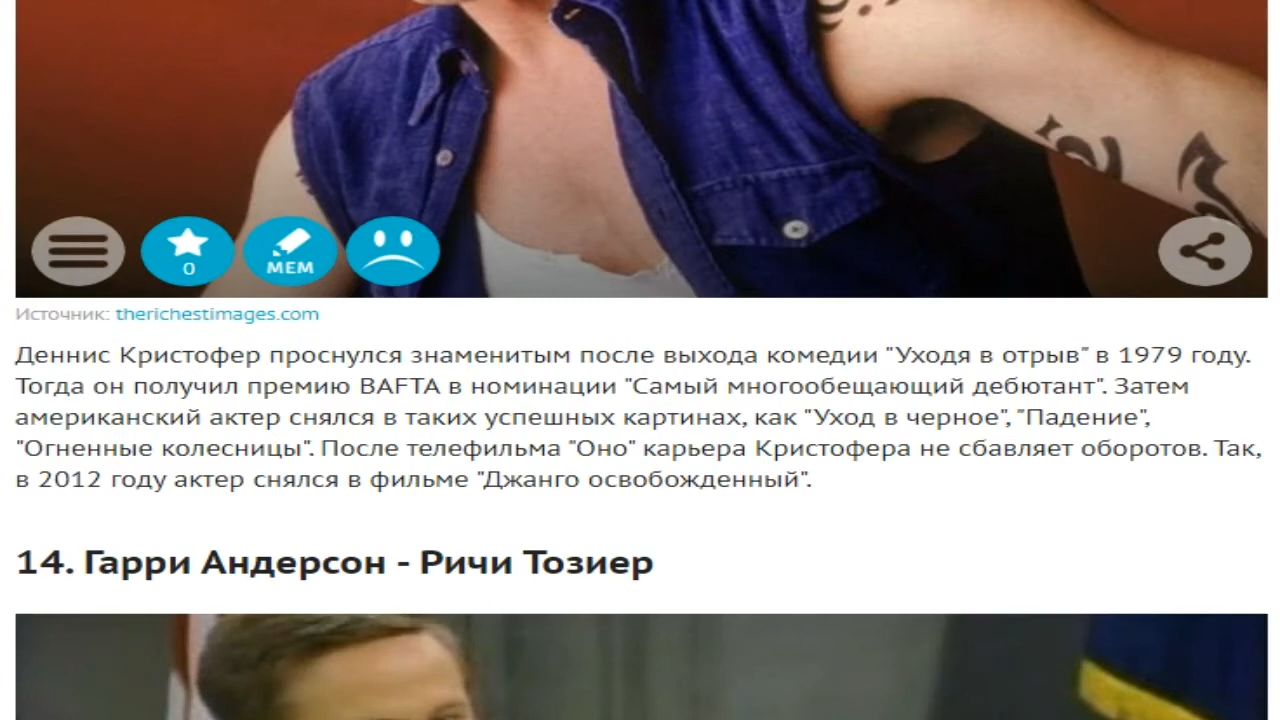 0
МЕМ
Источник: therichestimages.com
Деннис Кристофер проснулся знаменитым после выхода комедии "Уходя в отрыв" в 1979 году.
Тогда он получил премию BAFTA в номинации "Самый многообещающий дебютант". Затем
американский актер снялся в таких успешных картинах, как "Уход в черное", "Падение",
"Огненные колесницы". После телефильма "Оно" карьера Кристофера не сбавляет оборотов. Так,
в 2012 году актер снялся в фильме "Джанго освобожденный".
14. Гарри Андерсон - Ричи Тозиер